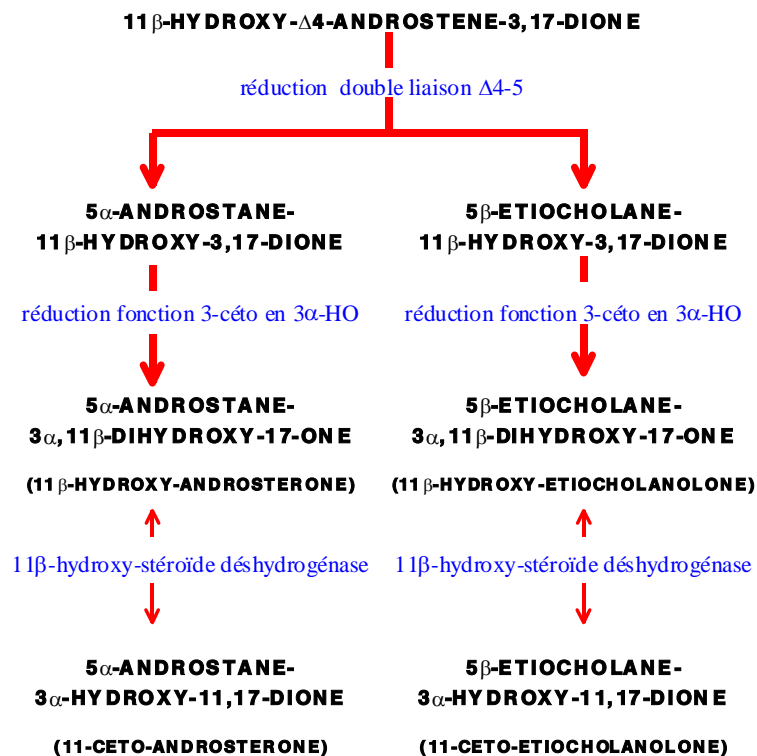 11β-HYDROXY-Δ4-ANDROSTENE-3,17-DIONE
réduction double liaison Δ4-5
5α-ANDROSTANE-
11β-HYDROXY-3,17-DIONE
5β-ETIOCHOLANE-
11β-HYDROXY-3,17-DIONE
réduction fonction 3-céto en 3α-HO
réduction fonction 3-céto en 3α-HO
5α-ANDROSTANE-
3α,11β-DIHYDROXY-17-ONE
(11β-HYDROXY-ANDROSTERONE)
5β-ETIOCHOLANE-
3α,11β-DIHYDROXY-17-ONE
(11β-HYDROXY-ETIOCHOLANOLONE)
11β-hydroxy-stéroïde déshydrogénase
11β-hydroxy-stéroïde déshydrogénase
5α-ANDROSTANE-
3α-HYDROXY-11,17-DIONE
(11-CETO-ANDROSTERONE)
5β-ETIOCHOLANE-
3α-HYDROXY-11,17-DIONE
(11-CETO-ETIOCHOLANOLONE)